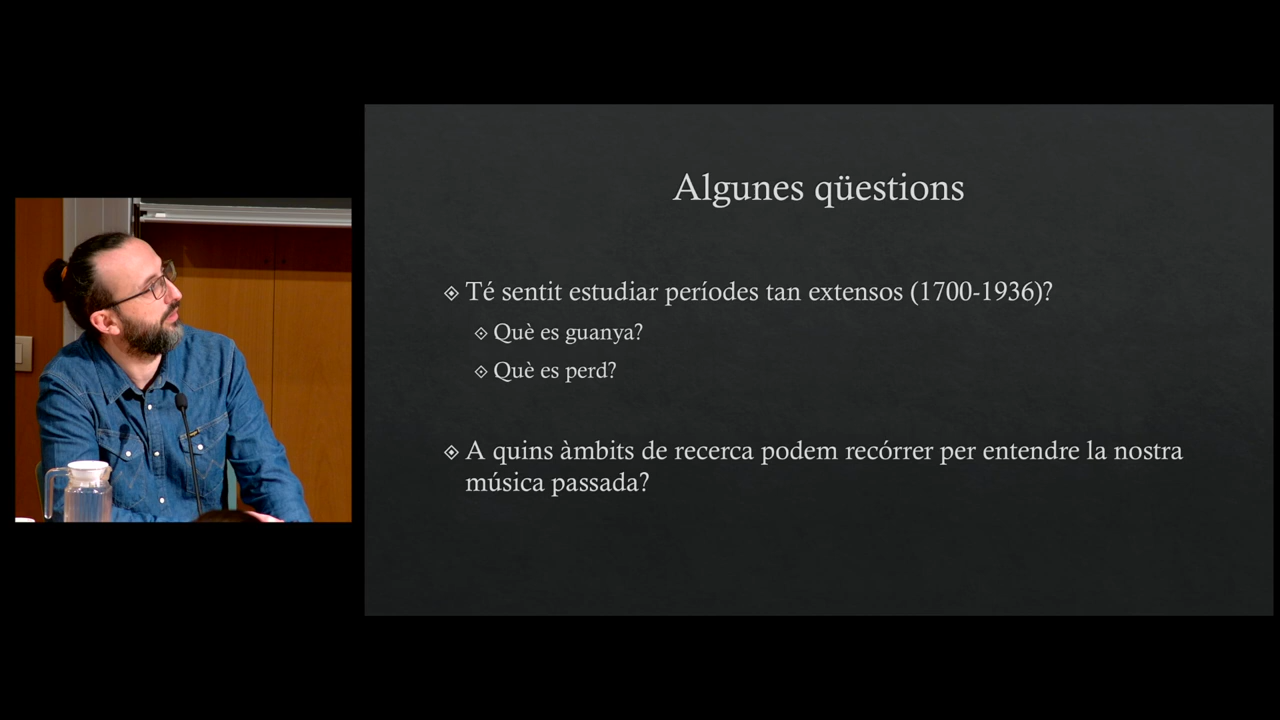 Algunes qüestions
Té sentit estudiar períodes tan extensos (1700-1936)?
Què es guanya?
Què es perd?
A quins àmbits de recerca podem recórrer per entendre la nostra
música passada?